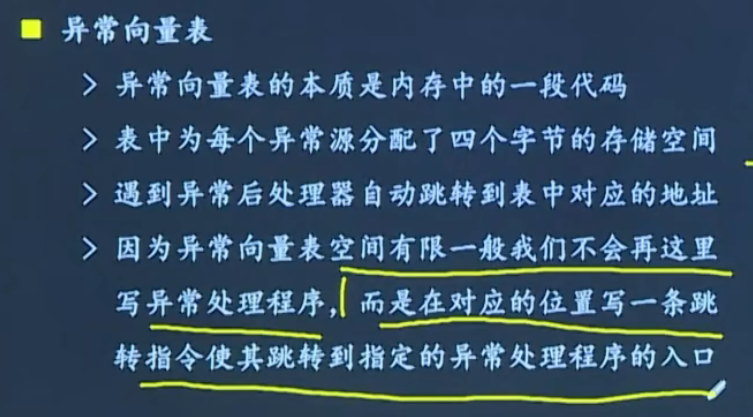 ■ 异常向量表
> 异常向量表的本质是内存中的一段代码
> 表中为每个异常源分配了四个字节的存储空间
> 遇到异常后处理器自动跳转到表中对应的地址
> 因为异常向量表空间有限一般我们不会再这里
写异常处理程序，而是在对应的位置写一条跳
转指令使其跳转到指定的异常处理程序的入口